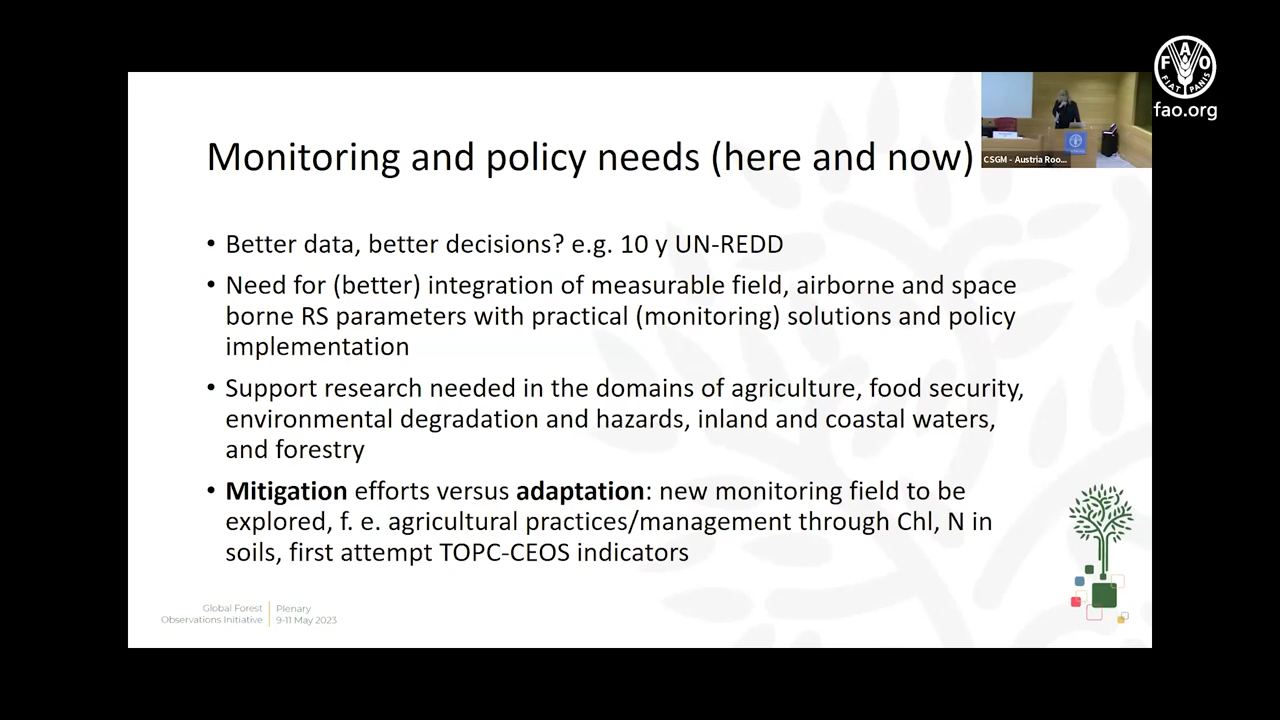 FAO
FIAT PANIS
fao.org
Monitoring and policy needs (here and now)
CSGM - Austria Roo...
• Better data, better decisions? e.g. 10 y UN-REDD
• Need for (better) integration of measurable field, airborne and space
borne RS parameters with practical (monitoring) solutions and policy
implementation
• Support research needed in the domains of agriculture, food security,
environmental degradation and hazards, inland and coastal waters,
and forestry
• Mitigation efforts versus adaptation: new monitoring field to be
explored, f. e. agricultural practices/management through Chl, N in
soils, first attempt TOPC-CEOS indicators
Global Forest
Observations Initiative
Plenary
9-11 May 2023